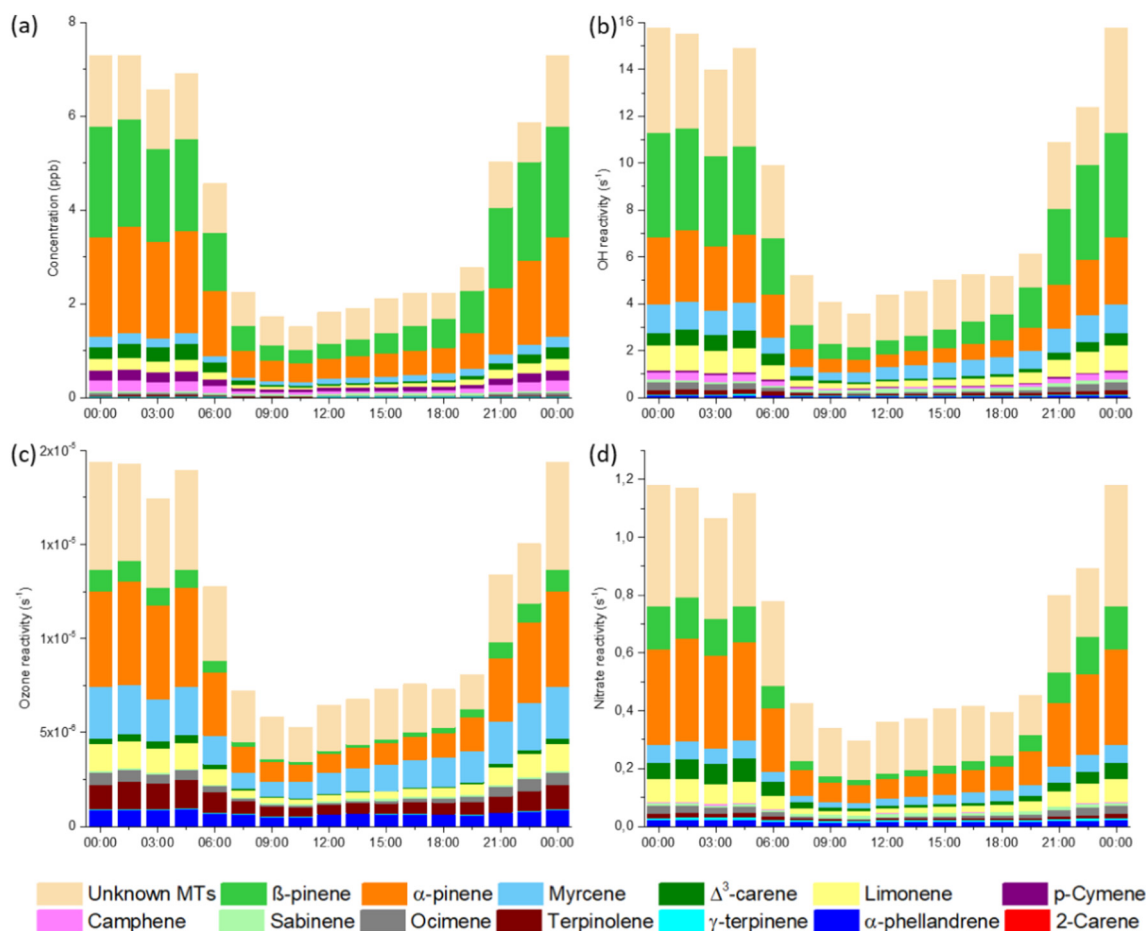 (a)
8
6
4
2
0
Concentration (ppb)
00:00 03:00 06:00 09:00 12:00 15:00 18:00 21:00 00:00
(b)
16
14
12
10
8
6
4
2
0
OH reactivity (s-1)
00:00 03:00 06:00 09:00 12:00 15:00 18:00 21:00 00:00
(c)
2x10-5
1x10-5
1x10-5
5x10-5
0
Ozone reactivity (s-1)
00:00 03:00 06:00 09:00 12:00 15:00 18:00 21:00 00:00
(d)
1,2
1,0
0,8
0,6
0,4
0,2
0,0
Nitrate reactivity (s-1)
00:00 03:00 06:00 09:00 12:00 15:00 18:00 21:00 00:00
Unknown MTs ß-pinene α-pinene Myrcene Δ3-carene Limonene p-Cymene
Camphene Sabinene Ocimene Terpinolene γ-terpinene α-phellandrene 2-Carene